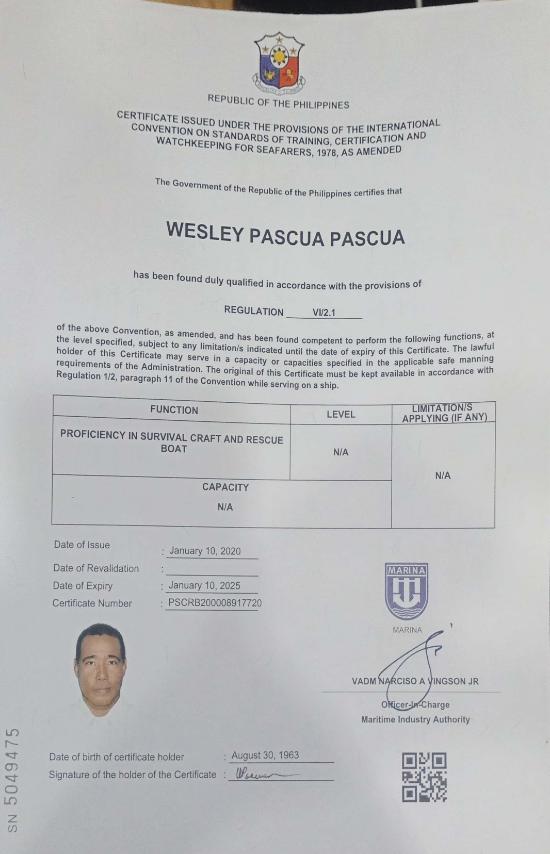 REPUBLIC OF THE PHILIPPINES
CERTIFICATE ISSUED UNDER THE PROVISIONS OF THE INTERNATIONAL
CONVENTION ON STANDARDS OF TRAINING, CERTIFICATION AND
WATCHKEEPING FOR SEAFARERS, 1978, AS AMENDED
The Government of the Republic of the Philippines certifies that
WESLEY PASCUA PASCUA
has been found duly qualified in accordance with the provisions of
REGULATION VI/2.1
of the above Convention, as amended, and has been found competent to perform the following functions, at
the level specified, subject to any limitation/s indicated until the date of expiry of this Certificate. The lawful
holder of this Certificate may serve in a capacity or capacities specified in the applicable safe manning
requirements of the Administration. The original of this Certificate must be kept available in accordance with
Regulation 1/2, paragraph 11 of the Convention while serving on a ship.
FUNCTION LEVEL LIMITATION/S
APPLYING (IF ANY)
PROFICIENCY IN SURVIVAL CRAFT AND RESCUE
BOAT
N/A
N/A
CAPACITY
N/A
Date of Issue : January 10, 2020
Date of Revalidation :
Date of Expiry : January 10, 2025
Certificate Number : PSCRB200008917720
MARINA
MARINA
VADM NARCISO A VINGSON JR
Officer-In-Charge
Maritime Industry Authority
Date of birth of certificate holder : August 30, 1963
Signature of the holder of the Certificate :
SN 5049475